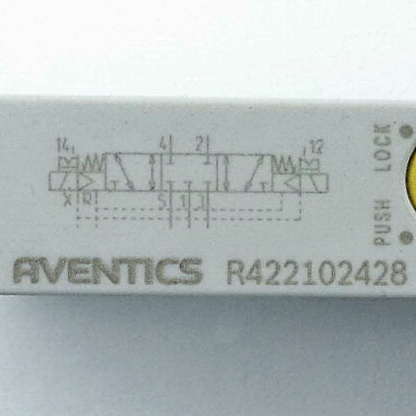 14 4 2 12
X R 5 1 3
AVENTICS R422102428
PUSH LOCK